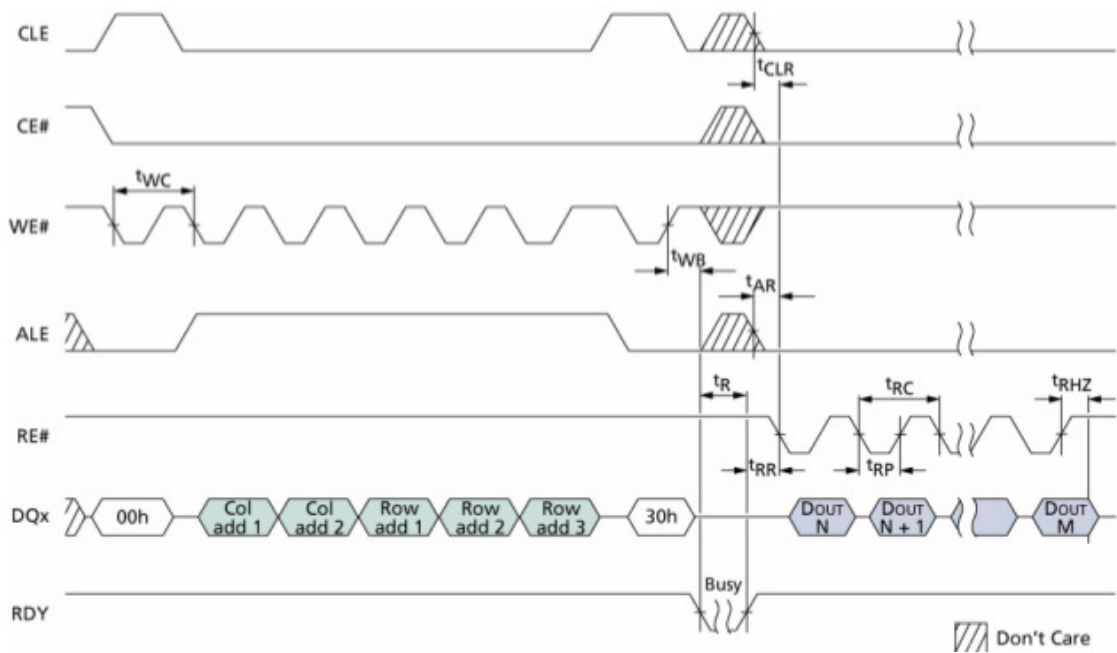 CLE
tCLR
CE#
tWC
WE#
tWB
tAR
ALE
tR
tRC
tRHZ
RE#
tRR
tRP
DQx
00h
Col add 1
Col add 2
Row add 1
Row add 2
Row add 3
30h
DOUT N
DOUT N + 1
DOUT M
Busy
RDY
Don't Care